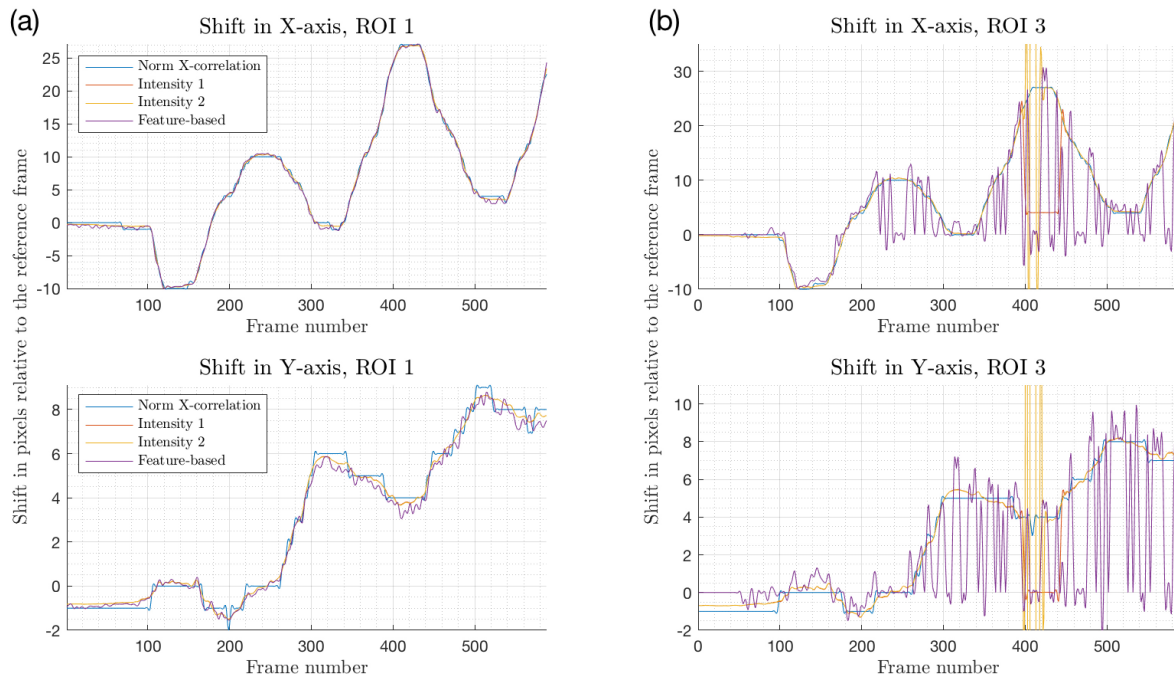 (a)
Shift in X-axis, ROI 1
25
20
15
10
5
0
-5
-10
Norm X-correlation
Intensity 1
Intensity 2
Feature-based
100
200
300
400
500
Frame number
Shift in Y-axis, ROI 1
8
6
4
2
0
-2
Norm X-correlation
Intensity 1
Intensity 2
Feature-based
100
200
300
400
500
Frame number
Shift in pixels relative to the reference frame
(b)
Shift in X-axis, ROI 3
30
20
10
0
-10
0
100
200
300
400
500
Frame number
Shift in Y-axis, ROI 3
10
8
6
4
2
0
-2
0
100
200
300
400
500
Frame number
Shift in pixels relative to the reference frame